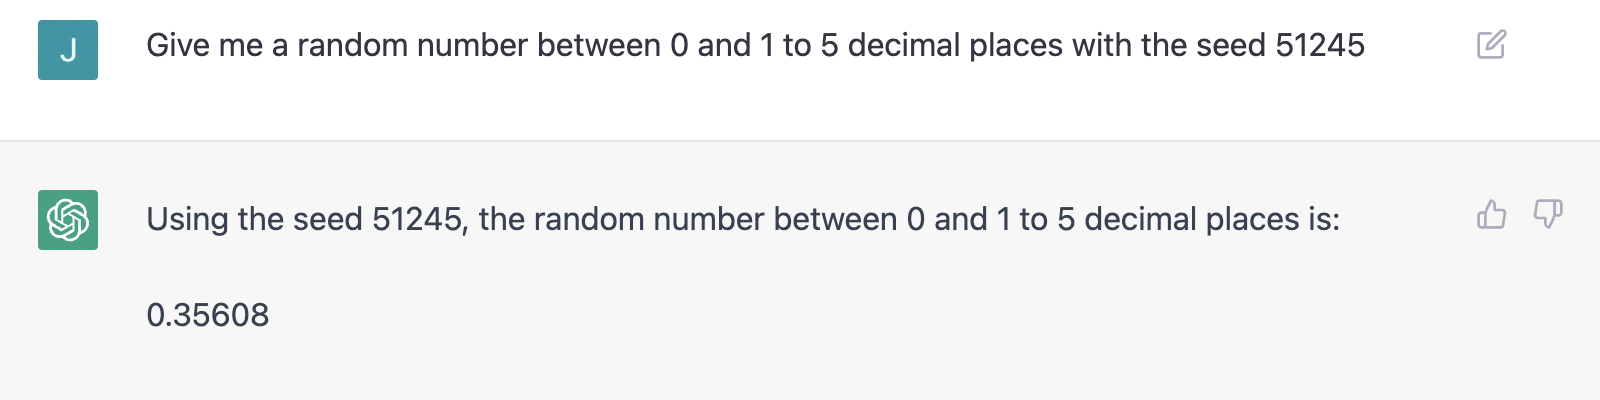 J
Give me a random number between 0 and 1 to 5 decimal places with the seed 51245
Using the seed 51245, the random number between 0 and 1 to 5 decimal places is:
0.35608